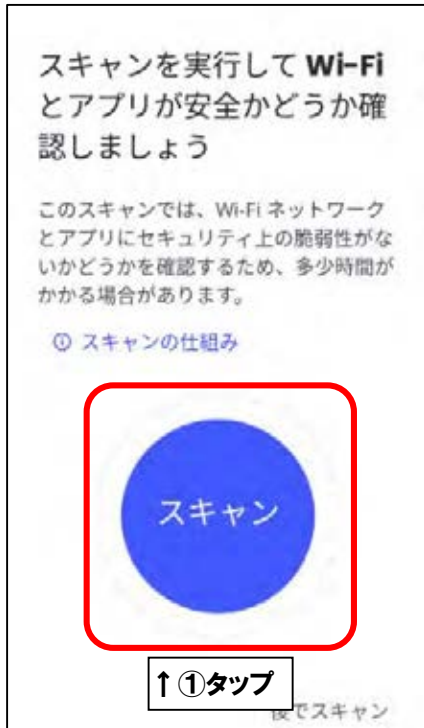 スキャンを実行して Wi-Fi
とアプリが安全かどうか確
認しましょう
このスキャンでは、Wi-Fi ネットワーク
とアプリにセキュリティ上の脆弱性がな
いかどうかを確認するため、多少時間が
かかる場合があります。
ⓘ スキャンの仕組み
スキャン
↑①タップ
後でスキャン